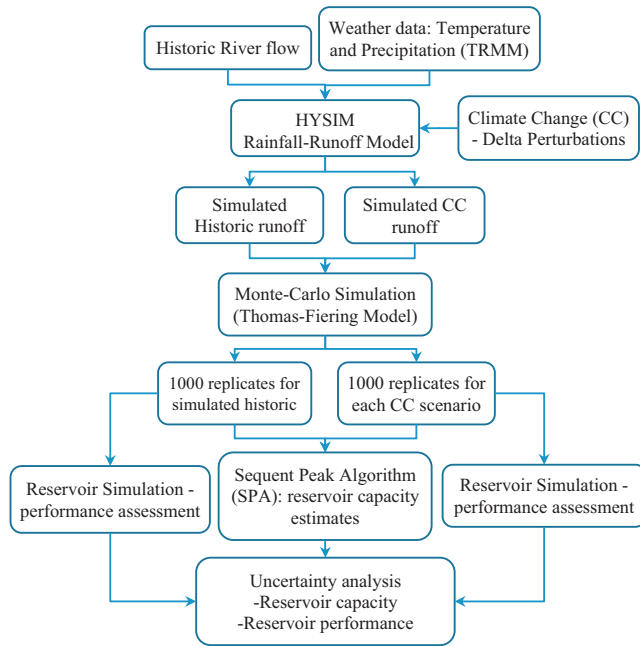 Historic River flow
Weather data: Temperature
and Precipitation (TRMM)
HYSIM
Rainfall-Runoff Model
Climate Change (CC)
- Delta Perturbations
Simulated
Historic runoff
Simulated CC
runoff
Monte-Carlo Simulation
(Thomas-Fiering Model)
1000 replicates for
simulated historic
1000 replicates for
each CC scenario
Reservoir Simulation -
performance assessment
Sequent Peak Algorithm
(SPA): reservoir capacity
estimates
Reservoir Simulation -
performance assessment
Uncertainty analysis
-Reservoir capacity
-Reservoir performance